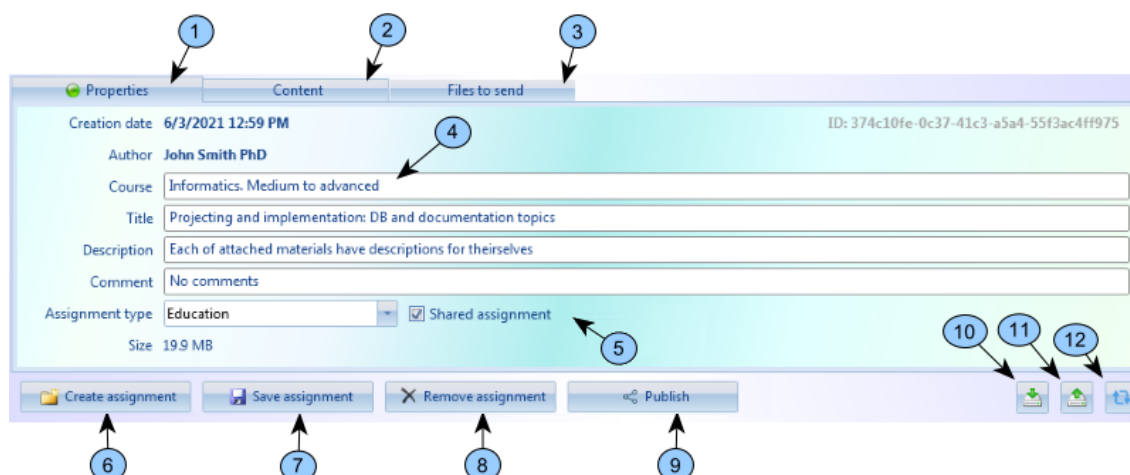 1 2 3
Properties Content Files to send
Creation date 6/3/2021 12:59 PM ID: 374c10fe-0c37-41c3-a5a4-55f3ac4ff975
Author John Smith PhD
4
Course Informatics. Medium to advanced
Title Projecting and implementation: DB and documentation topics
Description Each of attached materials have descriptions for theirselves
Comment No comments
Assignment type Education Shared assignment
5
Size 19.9 MB
10 11 12
Create assignment Save assignment Remove assignment Publish
6 7 8 9